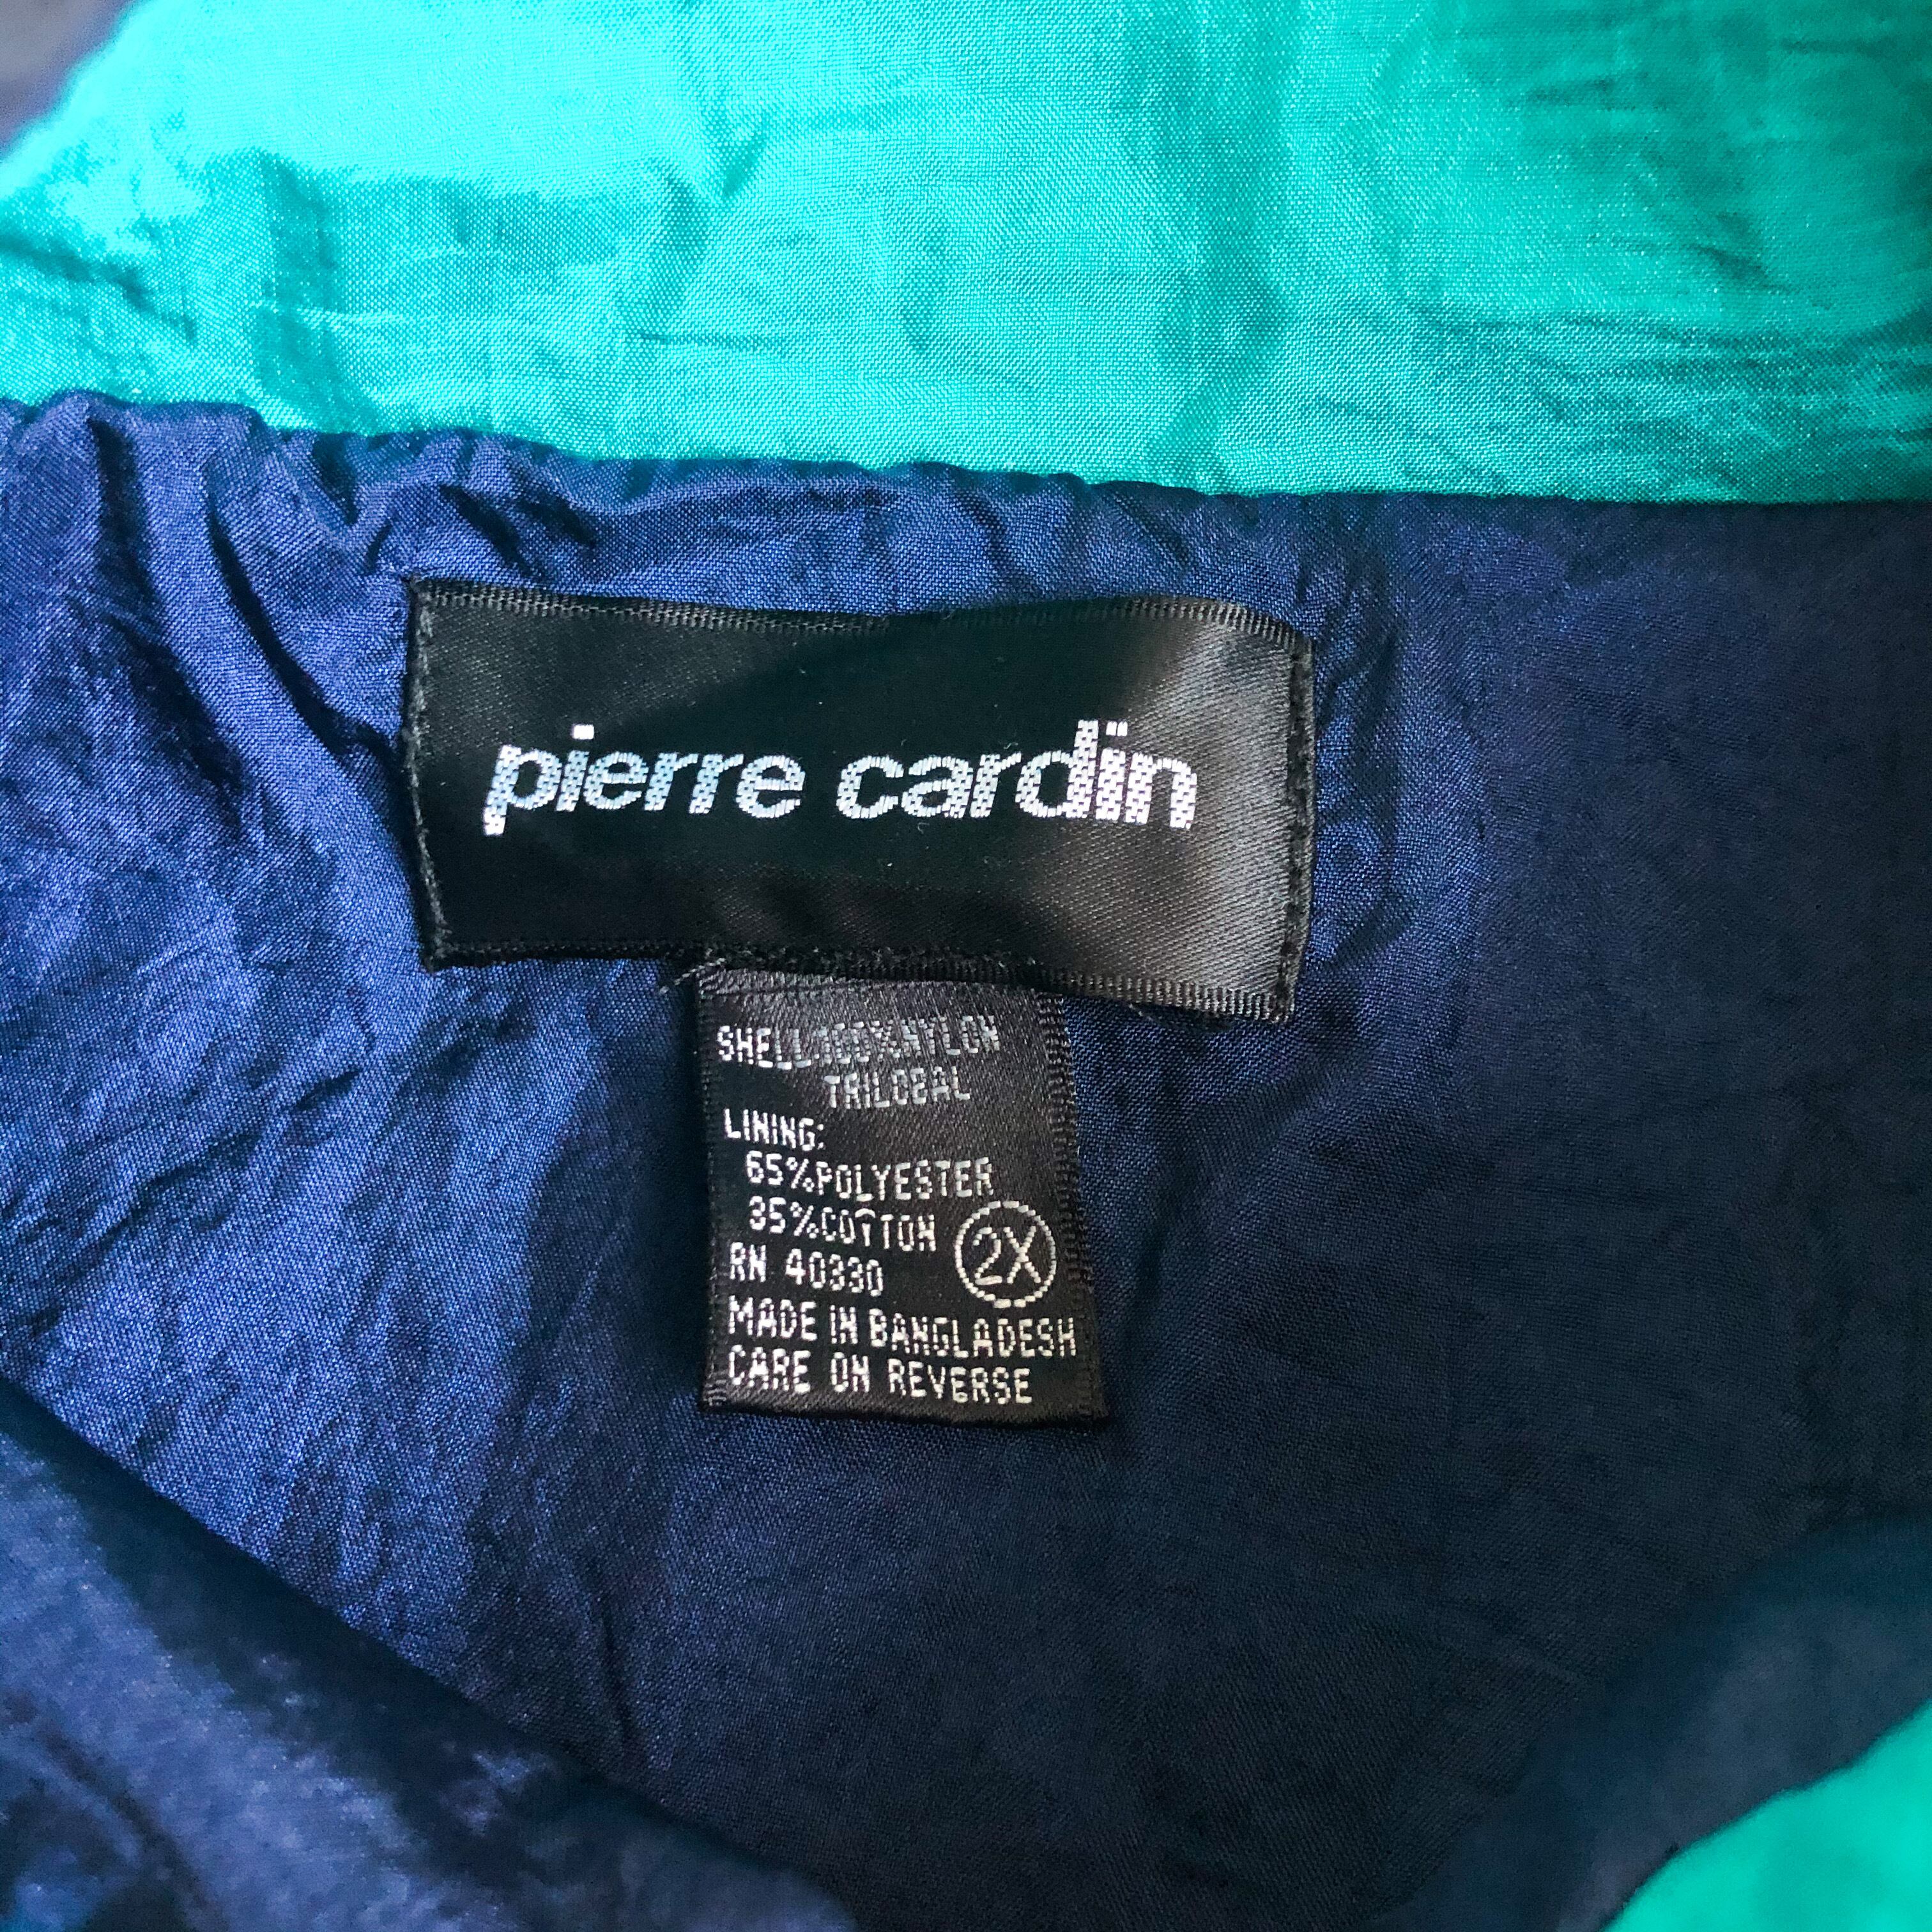 pierre cardin
SHELL:100%NYLON
TRILOBAL
LINING:
65%POLYESTER
35%COTTON
2X
RN 40330
MADE IN BANGLADESH
CARE ON REVERSE